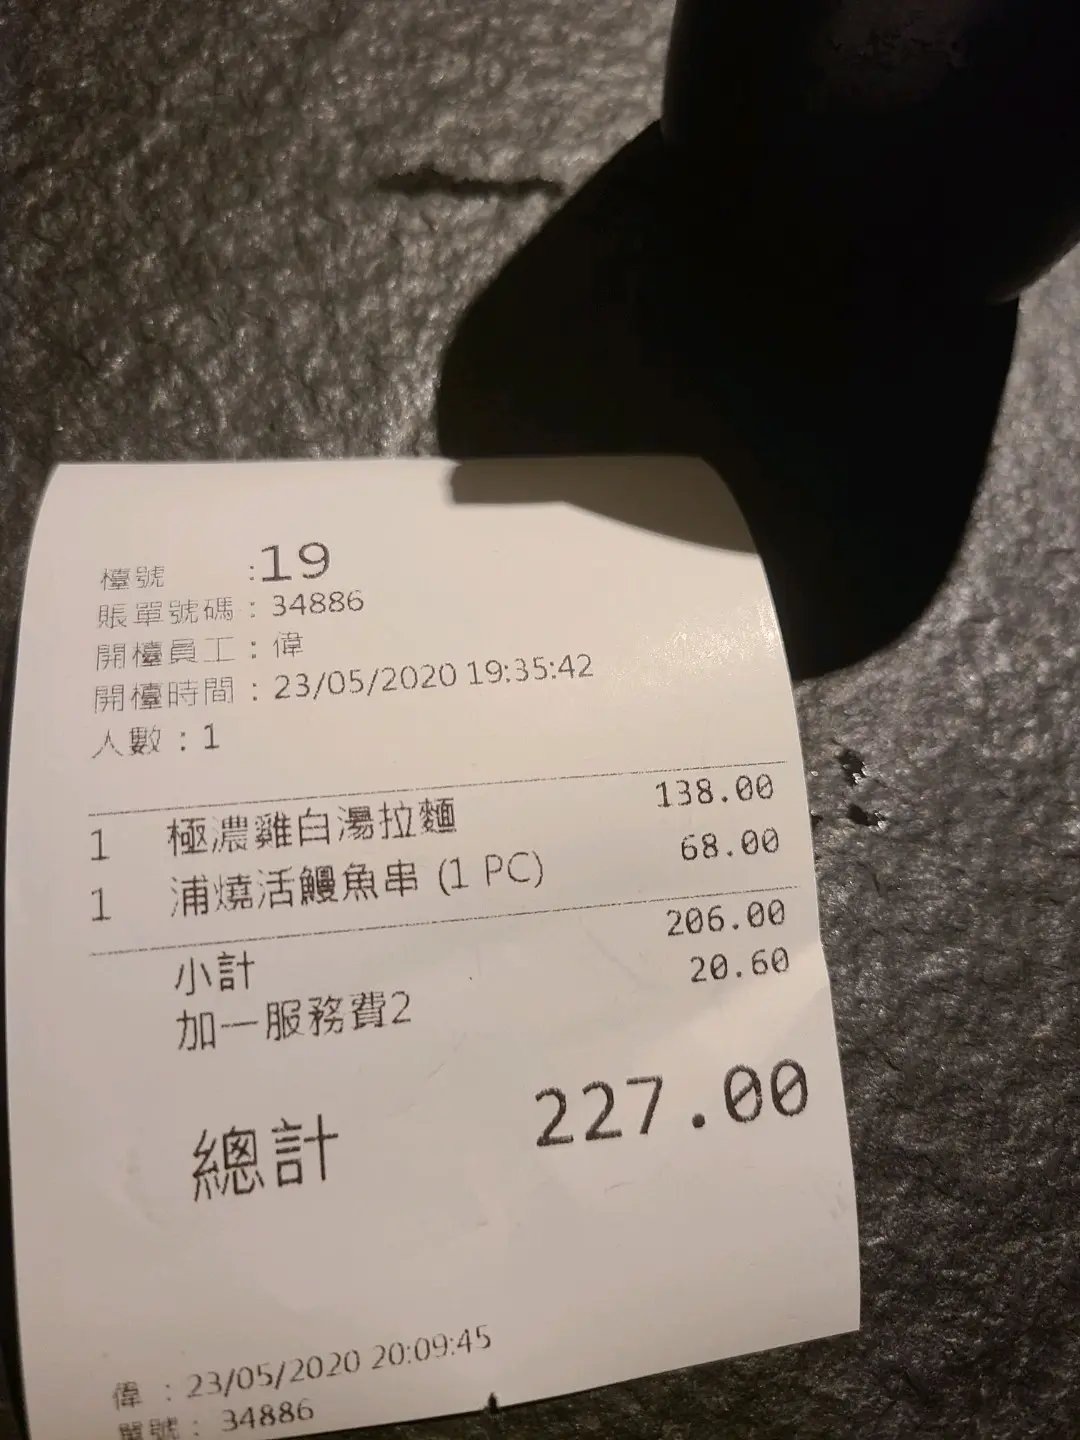 檯號 :19
賬單號碼 : 34886
開檯員工 : 偉
開檯時間 : 23/05/2020 19:35:42
人數 : 1
1 極濃雞白湯拉麵 138.00
1 浦燒活鰻魚串 (1 PC) 68.00
小計 206.00
加一服務費2 20.60
總計 227.00
偉 : 23/05/2020 20:09:45
單號 : 34886